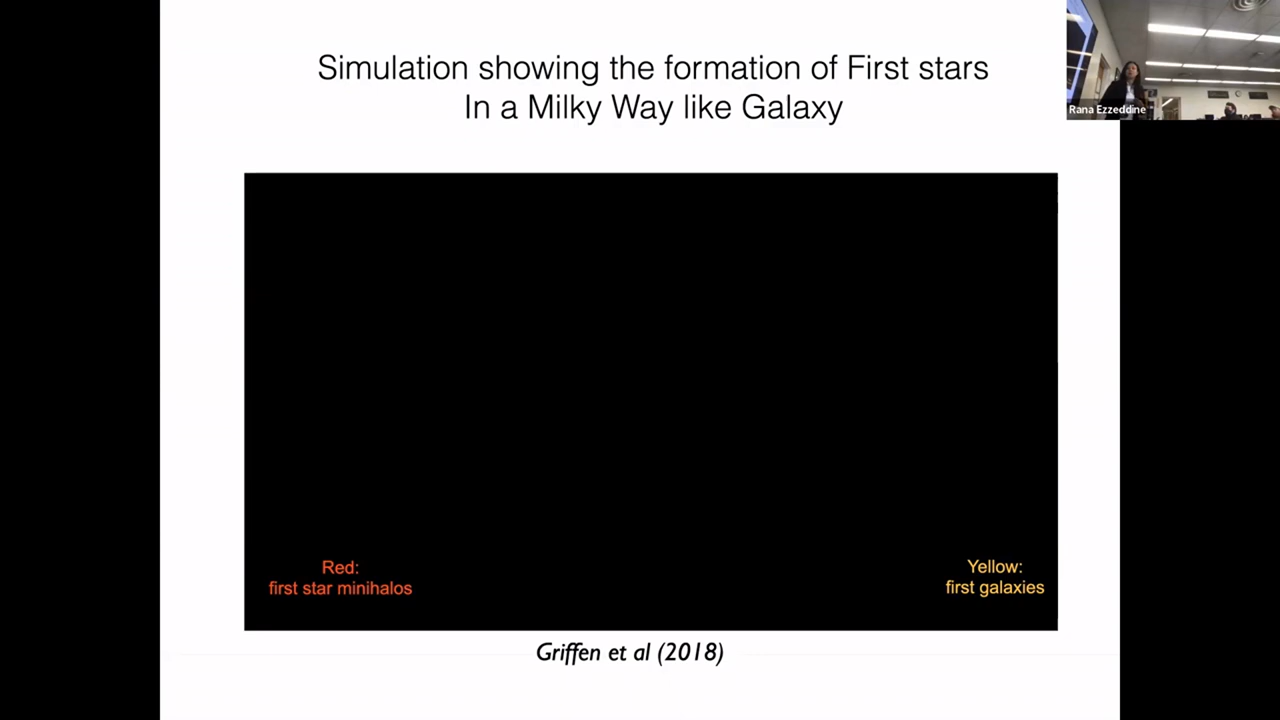 Simulation showing the formation of First stars
In a Milky Way like Galaxy
Rana Ezzeddine
Red:
first star minihalos
Yellow:
first galaxies
Griffen et al (2018)